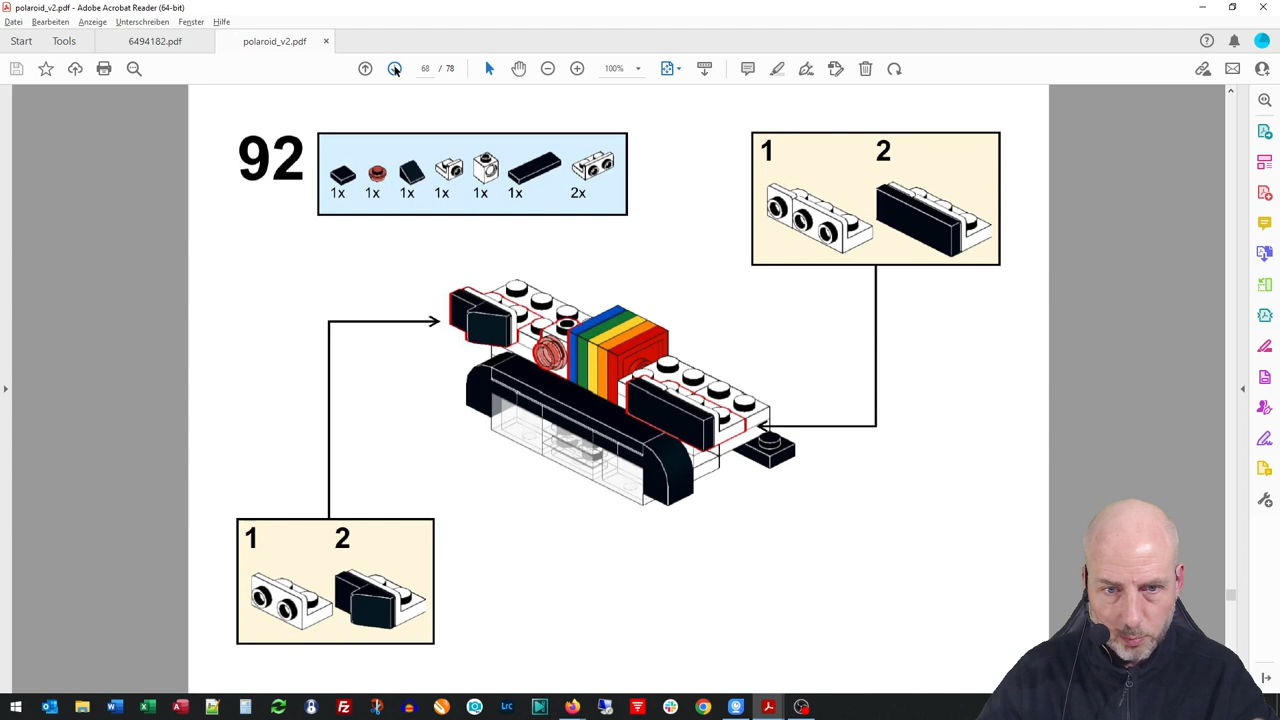 polaroid_v2.pdf - Adobe Acrobat Reader (64-bit)
Datei Bearbeiten Anzeige Unterschreiben Fenster Hilfe
Start Tools 6494182.pdf polaroid_v2.pdf
68 / 78 100%
92
1x 1x 1x 1x 1x 1x 2x
1 2
1 2
Lrc